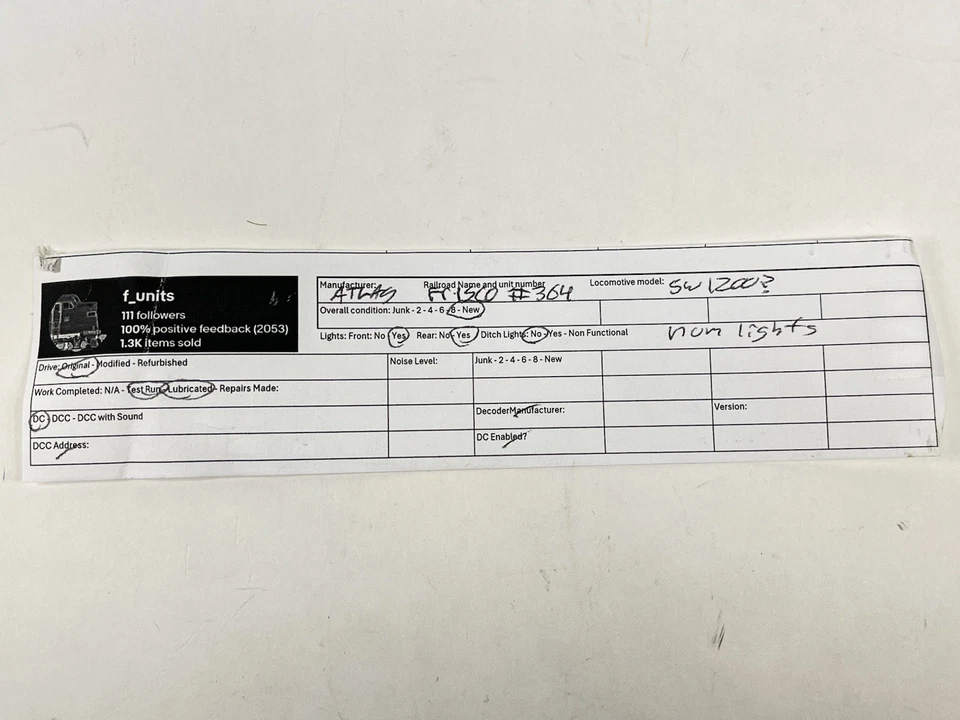 f_units
111 followers
100% positive feedback (2053)
1.3K items sold
Manufacturer: ATLAS Railroad Name and unit number Frisco #364 Locomotive model: SW1200?
Overall condition: Junk - 2 - 4 - 6 - 8 - New
Lights: Front: No - Yes Rear: No - Yes Ditch Lights: No - Yes - Non Functional non lights
Drive: Original - Modified - Refurbished Noise Level: Junk - 2 - 4 - 6 - 8 - New
Work Completed: N/A - Test Run - Lubricated - Repairs Made:
DC - DCC - DCC with Sound Decoder Manufacturer: Version:
DCC Address: DC Enabled?